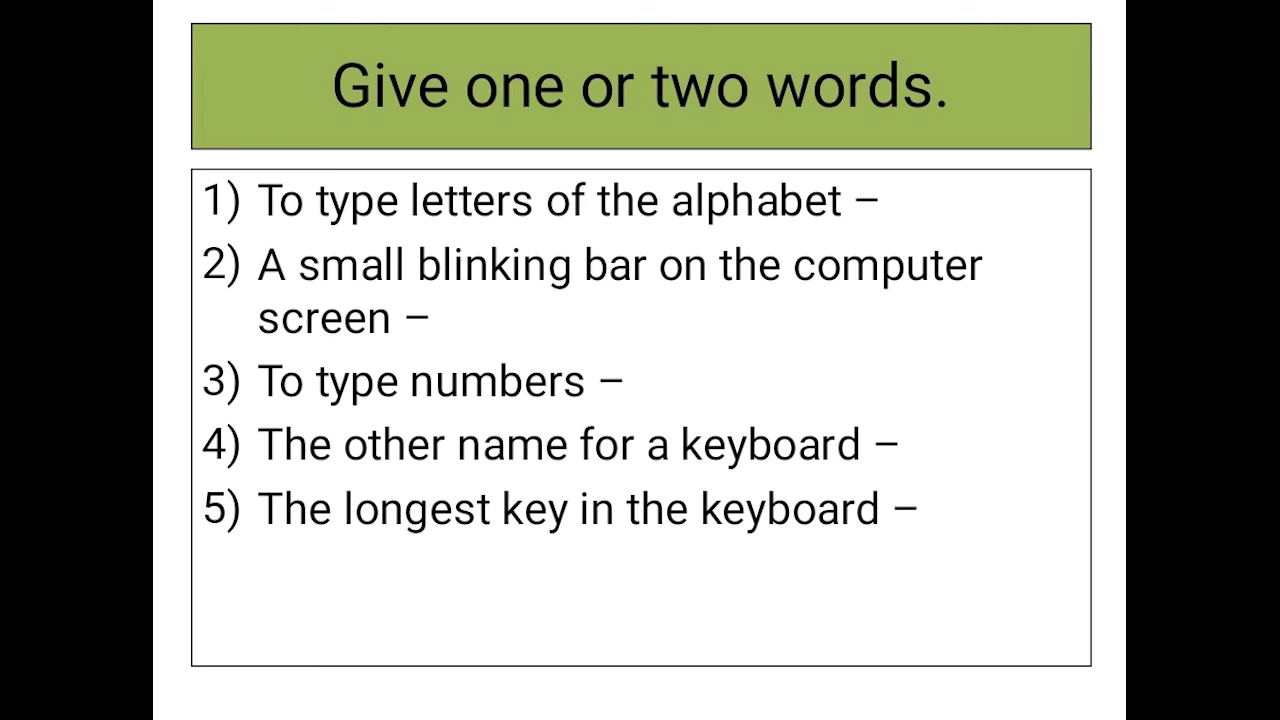 Give one or two words.
1) To type letters of the alphabet –
2) A small blinking bar on the computer
screen –
3) To type numbers –
4) The other name for a keyboard –
5) The longest key in the keyboard –